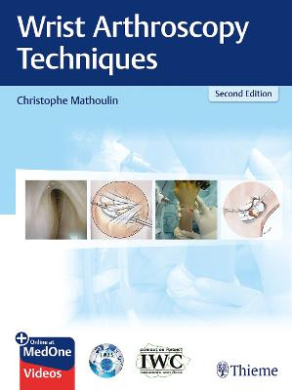 Wrist Arthroscopy
Techniques
Christophe Mathoulin
Second Edition
+ Online at
MedOne
Videos
IWC
Thieme